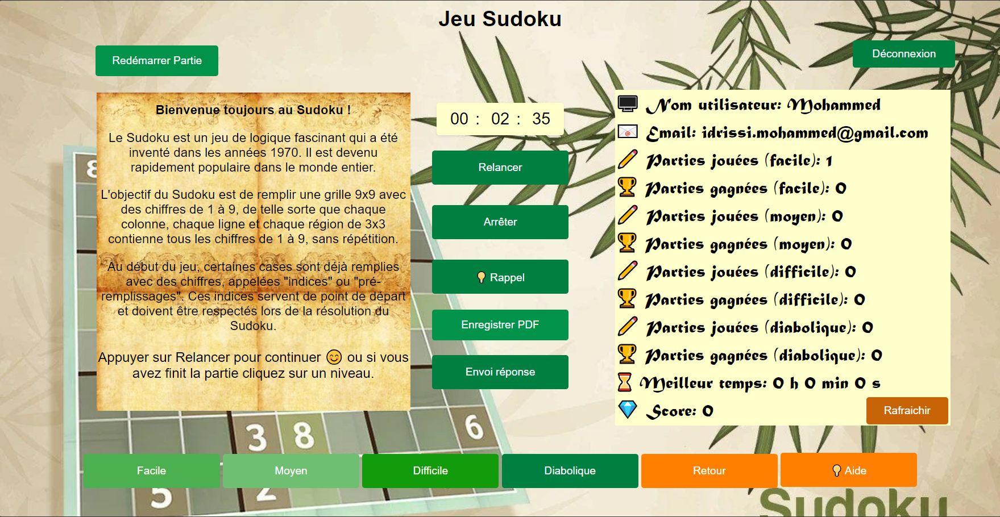 Jeu Sudoku
Redémarrer Partie
Déconnexion
Bienvenue toujours au Sudoku !
Le Sudoku est un jeu de logique fascinant qui a été
inventé dans les années 1970. Il est devenu
rapidement populaire dans le monde entier.
L'objectif du Sudoku est de remplir une grille 9x9 avec
des chiffres de 1 à 9, de telle sorte que chaque
colonne, chaque ligne et chaque région de 3x3
contienne tous les chiffres de 1 à 9, sans répétition.
Au début du jeu, certaines cases sont déjà remplies
avec des chiffres, appelées "indices" ou "pré-
remplissages". Ces indices servent de point de départ
et doivent être respectés lors de la résolution du
Sudoku.
Appuyer sur Relancer pour continuer 😊 ou si vous
avez finit la partie cliquez sur un niveau.
00 : 02 : 35
Relancer
Arrêter
💡 Rappel
Enregistrer PDF
Envoi réponse
Nom utilisateur: Mohammed
Email: idrissi.mohammed@gmail.com
Parties jouées (facile): 1
Parties gagnées (facile): 0
Parties jouées (moyen): 0
Parties gagnées (moyen): 0
Parties jouées (difficile): 0
Parties gagnées (difficile): 0
Parties jouées (diabolique): 0
Parties gagnées (diabolique): 0
Meilleur temps: 0 h 0 min 0 s
Score: 0
Rafraichir
8
3 8 6
Facile
Moyen
Difficile
Diabolique
Retour
💡 Aide
5 2
Sudoku